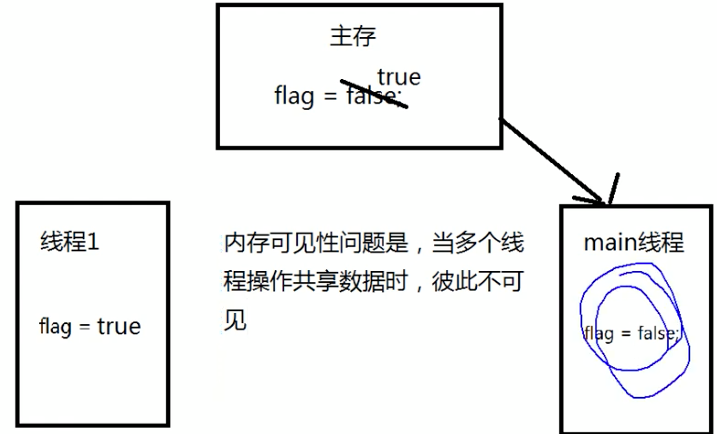 主存
true
flag = false;
线程1
flag = true
内存可见性问题是，当多个线
程操作共享数据时，彼此不可
见
main线程
flag = false;